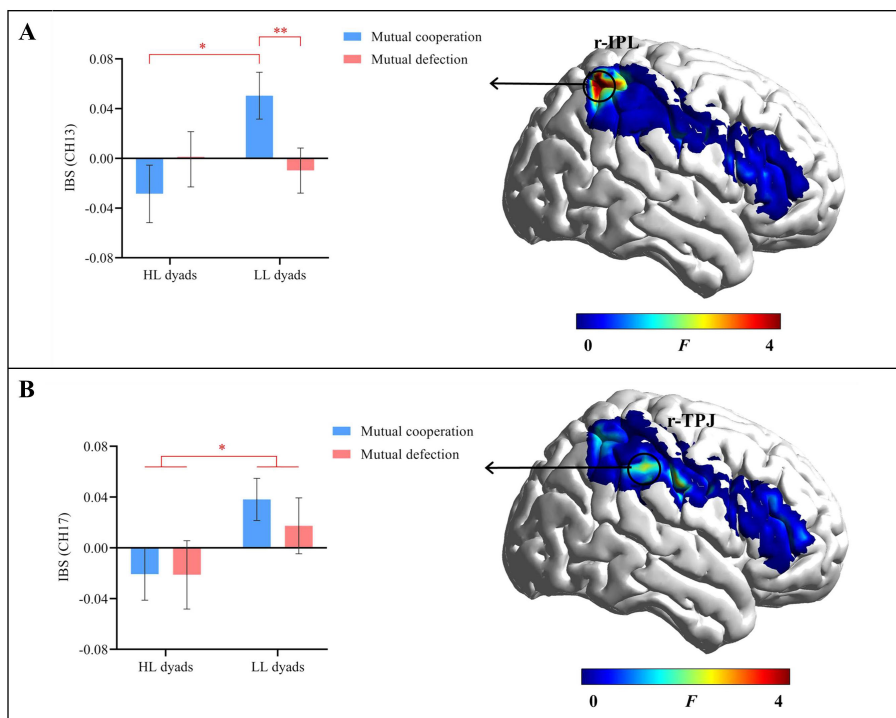 A
*
**
Mutual cooperation
Mutual defection
r-IPL
0.08
0.04
0.00
-0.04
-0.08
IBS (CH13)
HL dyads
LL dyads
0
F
4
B
*
Mutual cooperation
Mutual defection
r-TPJ
0.08
0.04
0.00
-0.04
-0.08
IBS (CH17)
HL dyads
LL dyads
0
F
4